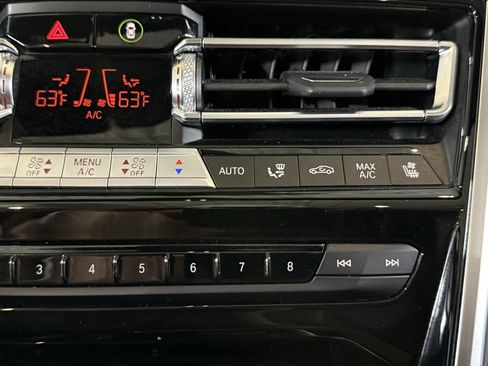 63°F 63°F
A/C
OFF MENU A/C OFF AUTO MAX A/C
3 4 5 6 7 8